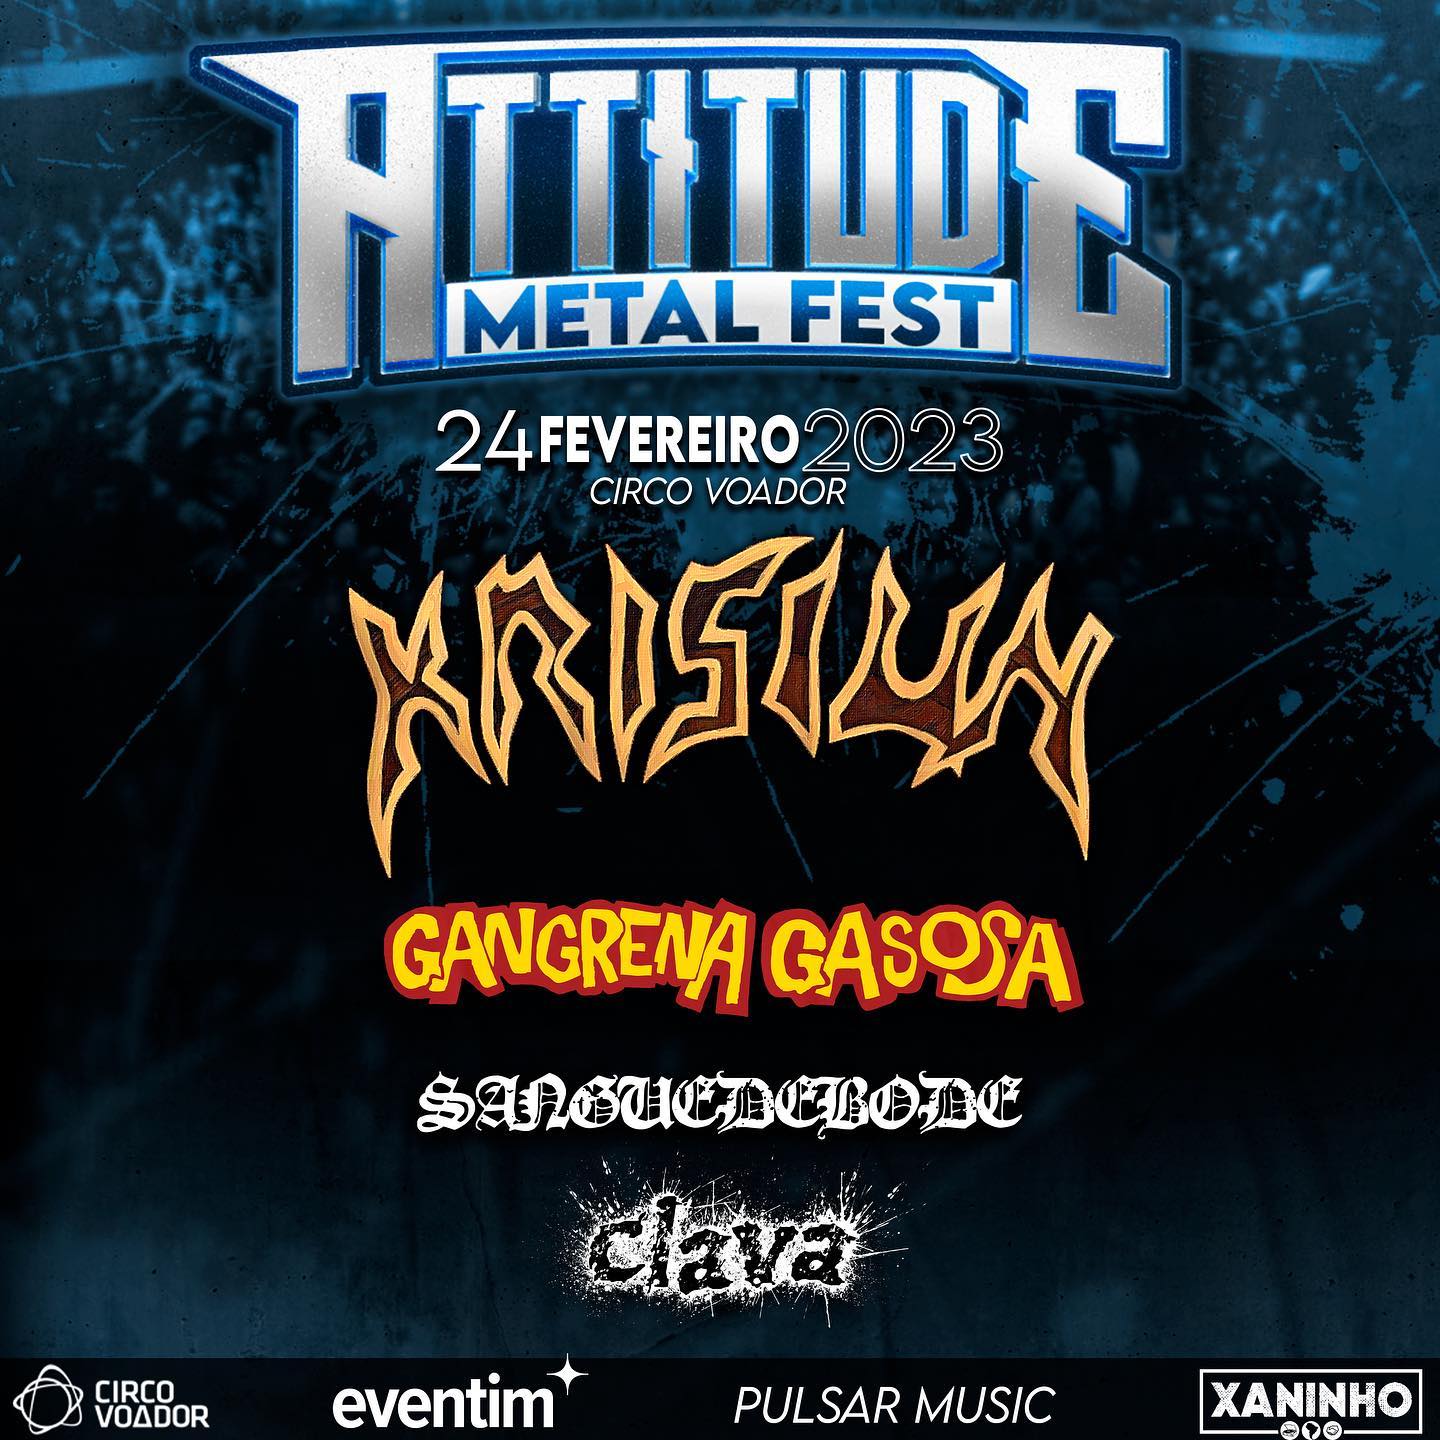 ATTITUDE
METAL FEST
24 FEVEREIRO 2023
CIRCO VOADOR
KRISIUN
GANGRENA GASOSA
SANGUEDEBODE
clava
CIRCO
VOADOR
eventim
PULSAR MUSIC
XANINHO